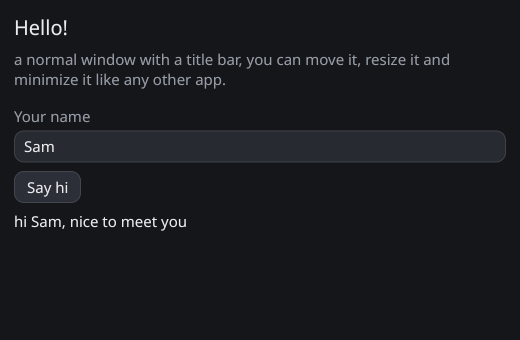 Hello!
a normal window with a title bar, you can move it, resize it and
minimize it like any other app.
Your name
Sam
Say hi
hi Sam, nice to meet you